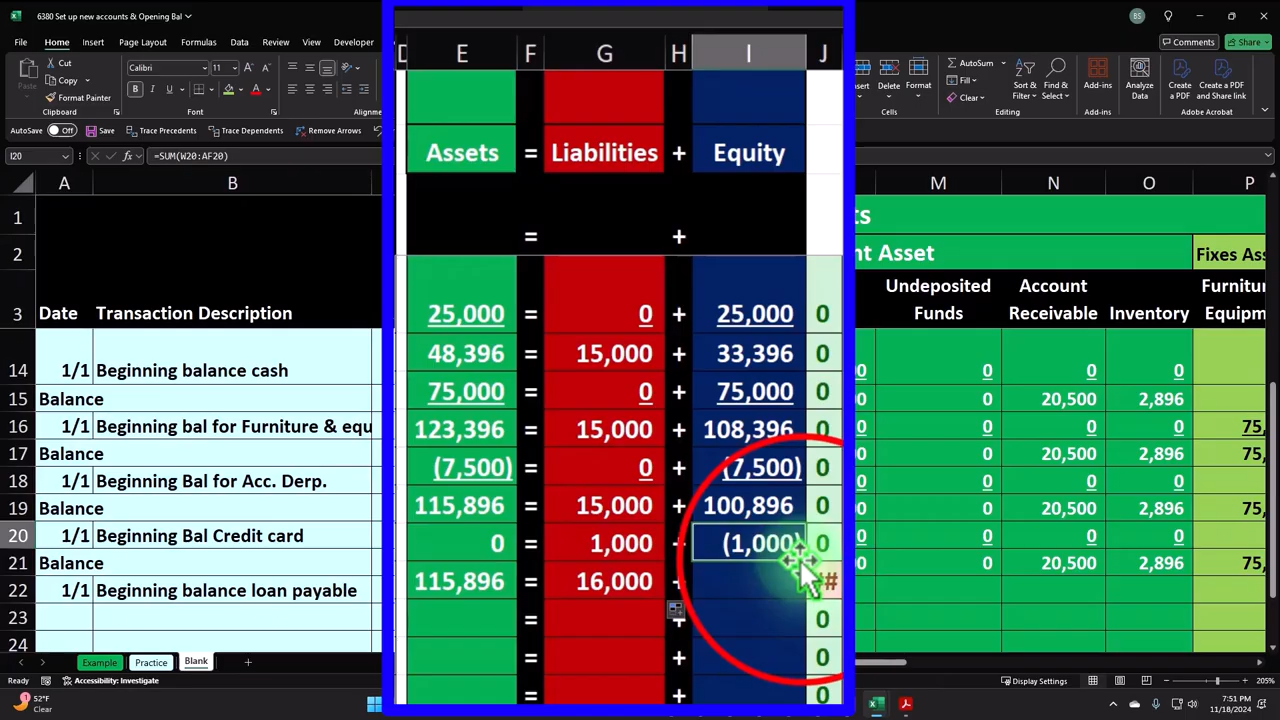 6380 Set up new accounts & Opening Bal
BS
File Home Insert Page Layout Formulas Data Review View Developer
Comments Share
Cut
Copy
Format Painter
Clipboard
Calibri 11
B I U
Font
Insert Delete Format
Cells
AutoSum
Fill
Clear
Sort & Filter Find & Select
Editing
Add-ins
Add-ins
Analyze Data
Create a PDF Create a PDF and Share link
Adobe Acrobat
AutoSave Off Save Trace Precedents Trace Dependents Remove Arrows
I20 fx =SUM(W20:AF20)
A B D E F G H I J M N O P
Assets = Liabilities + Equity
= +
25,000 = 0 + 25,000 0
48,396 = 15,000 + 33,396 0
75,000 = 0 + 75,000 0
123,396 = 15,000 + 108,396 0
(7,500) = 0 + (7,500) 0
115,896 = 15,000 + 100,896 0
0 = 1,000 + (1,000) 0
115,896 = 16,000 + #
= + 0
= + 0
= + 0
1 ts
2 nt Asset Fixes Ass
3 Date Transaction Description Undeposited Funds Account Receivable Inventory Furnitur Equipm
14 1/1 Beginning balance cash 00 0 0 0
15 Balance 20,500 2,896
16 1/1 Beginning bal for Furniture & equ 0 0 0 75,
17 Balance 20,500 2,896 75,
18 1/1 Beginning Bal for Acc. Derp. 0 0 0
19 Balance 20,500 2,896 75,
20 1/1 Beginning Bal Credit card 0 0 0
21 Balance 20,500 2,896 75,
22 1/1 Beginning balance loan payable
23
24
Example Practice Blank
Ready Accessibility: Investigate Display Settings 205%
52°F
Clear
7:51 PM
11/18/2024